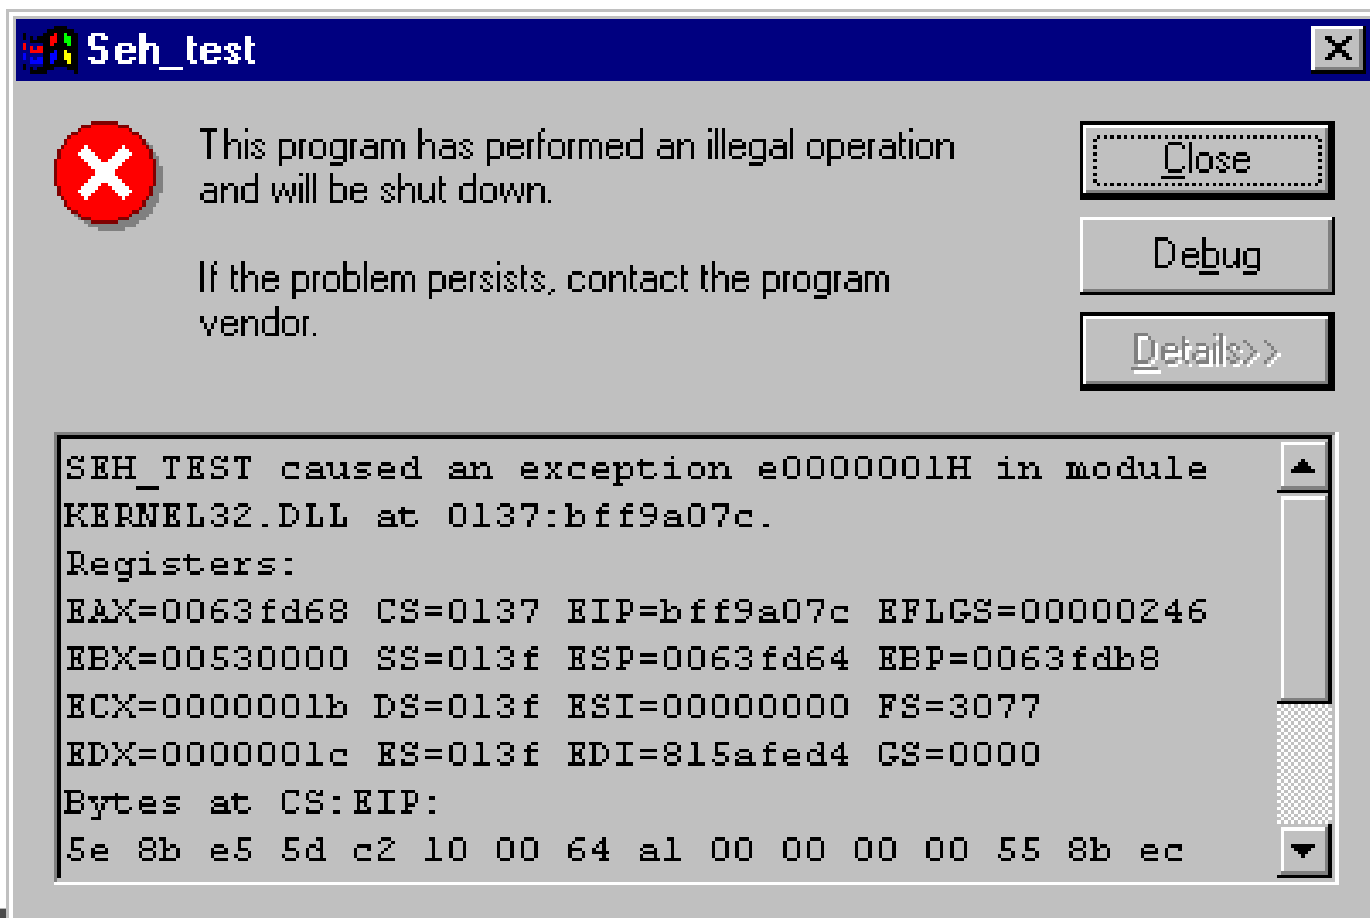 Seh_test
This program has performed an illegal operation
and will be shut down.
If the problem persists, contact the program
vendor.
Close
Debug
Details>>
SEH_TEST caused an exception e0000001H in module
KERNEL32.DLL at 0137:bff9a07c.
Registers:
EAX=0063fd68 CS=0137 EIP=bff9a07c EFLGS=00000246
EBX=00530000 SS=013f ESP=0063fd64 EBP=0063fdb8
ECX=0000001b DS=013f ESI=00000000 FS=3077
EDX=0000001c ES=013f EDI=815afed4 GS=0000
Bytes at CS:EIP:
5e 8b e5 5d c2 10 00 64 a1 00 00 00 00 55 8b ec